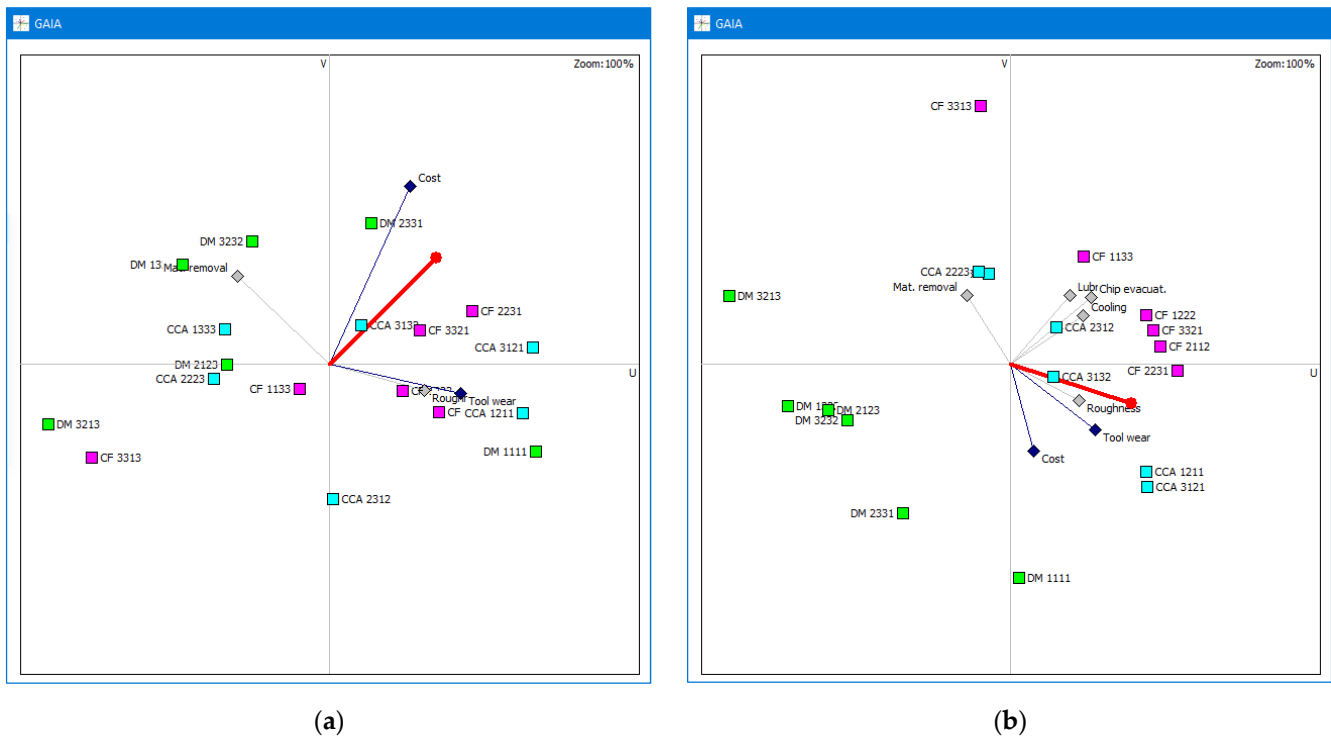 GAIA
V
Zoom:100%
Cost
DM 2331
DM 3232
DM 13
Mat. removal
CF 2231
CCA 1333
CCA 3132
CF 3321
CCA 3121
DM 2123
CCA 2223
U
CF 1133
CF
Tool wear
CF
CCA 1211
DM 3213
DM 1111
CF 3313
CCA 2312
(a)
GAIA
V
Zoom:100%
CF 3313
CF 1133
CCA 2223
DM 3213
Mat. removal
Lubr
Chip evacuat.
Cooling
CF 1222
CCA 2312
CF 3321
CF 2112
CF 2231
U
CCA 3132
DM
DM 2123
Roughness
DM 3232
Tool wear
Cost
CCA 1211
CCA 3121
DM 2331
DM 1111
(b)